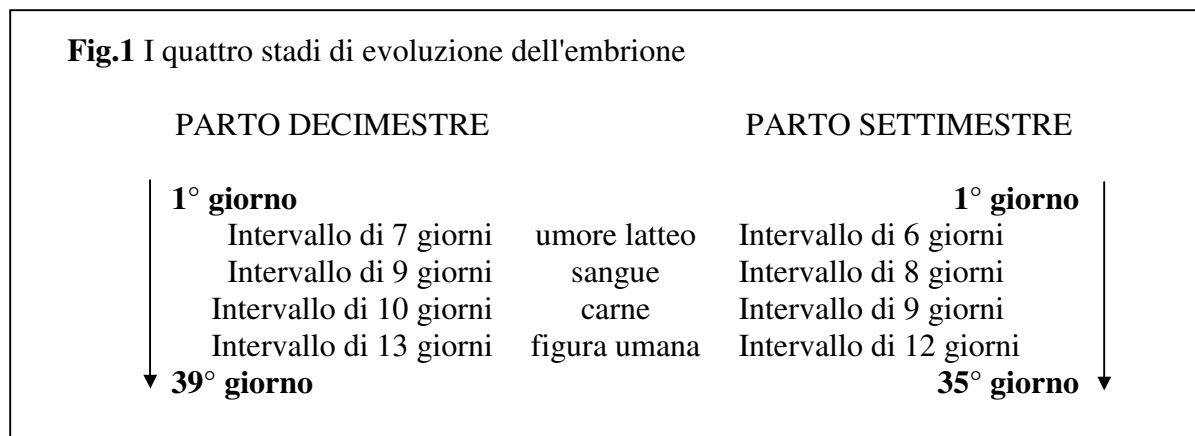 Fig.1 I quattro stadi di evoluzione dell'embrione
PARTO DECIMESTRE PARTO SETTIMESTRE
1° giorno 1° giorno
Intervallo di 7 giorni umore latteo Intervallo di 6 giorni
Intervallo di 9 giorni sangue Intervallo di 8 giorni
Intervallo di 10 giorni carne Intervallo di 9 giorni
Intervallo di 13 giorni figura umana Intervallo di 12 giorni
39° giorno 35° giorno